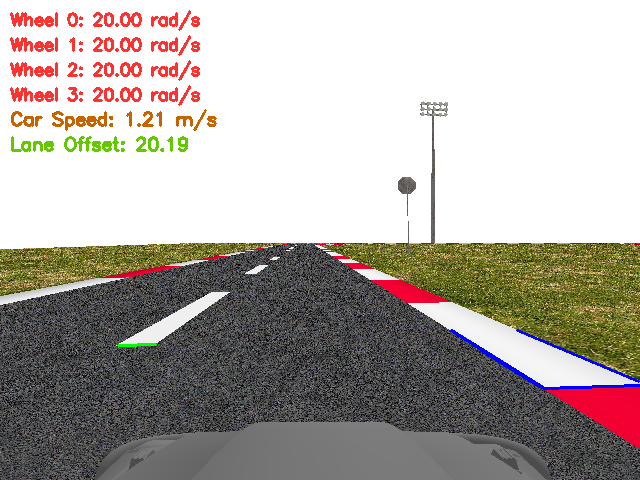 Wheel 0: 20.00 rad/s
Wheel 1: 20.00 rad/s
Wheel 2: 20.00 rad/s
Wheel 3: 20.00 rad/s
Car Speed: 1.21 m/s
Lane Offset: 20.19